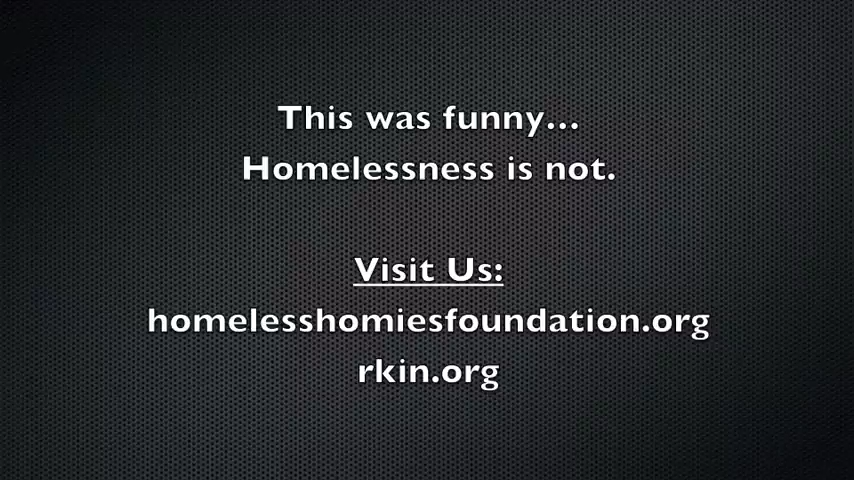 This was funny...
Homelessness is not.
Visit Us:
homelesshomiesfoundation.org
rkin.org